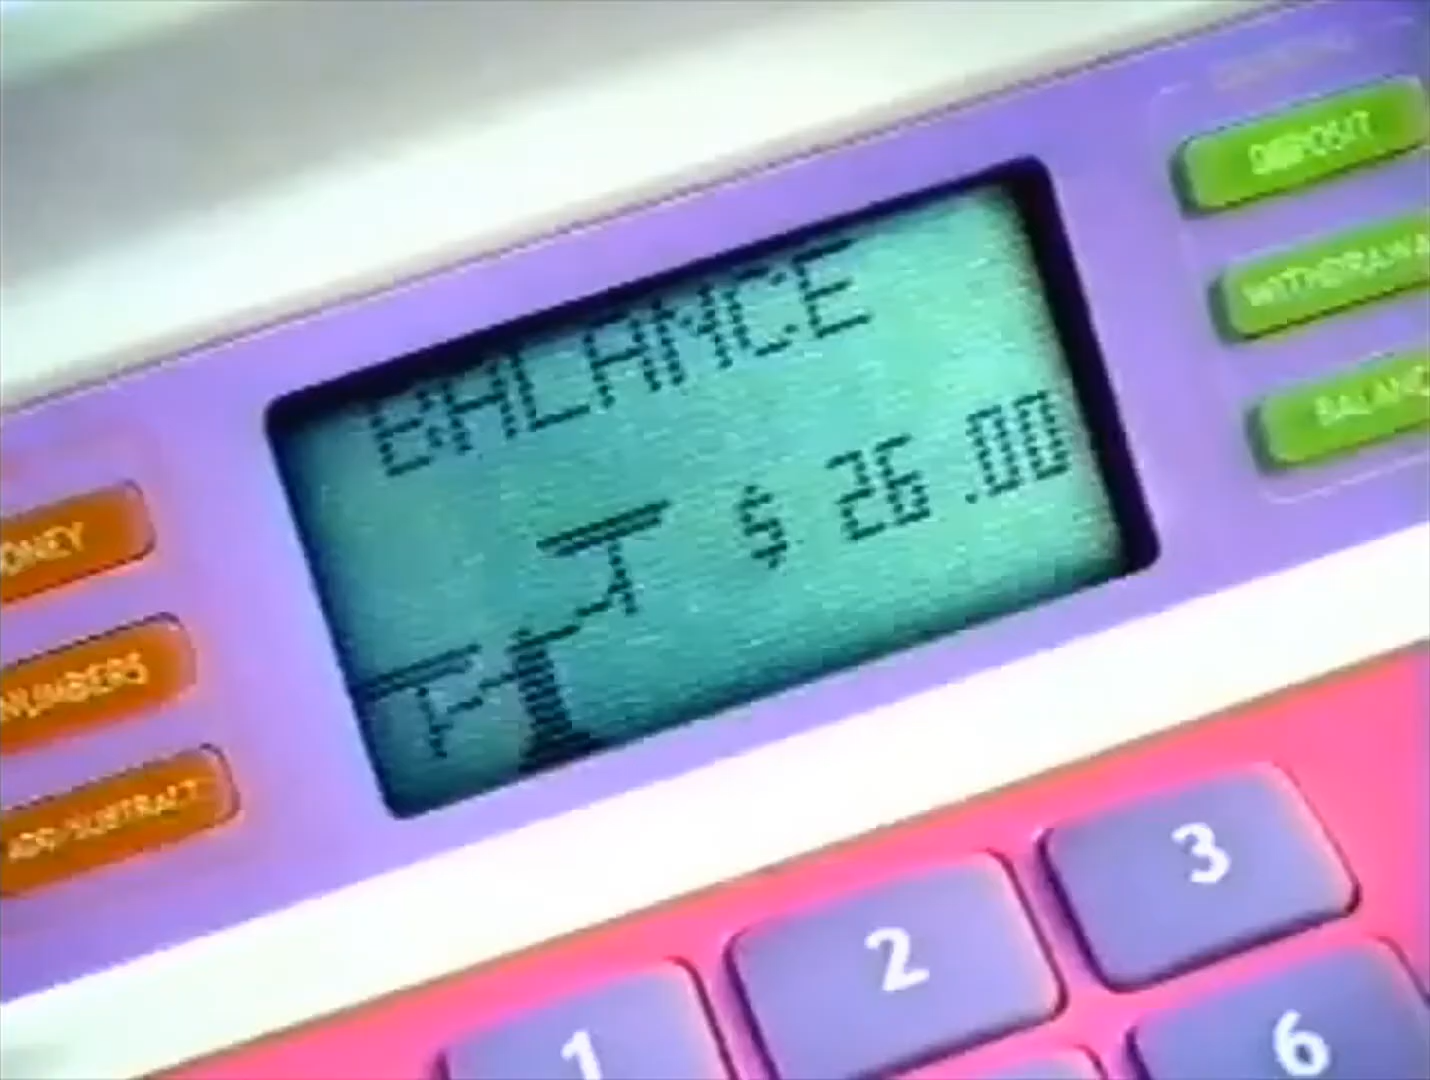 BALANCE
$ 26.00
DEPOSIT
WITHDRAWA
BALANC
ONEY
NUMBERS
ADD/SUBTRACT
1
2
3
6